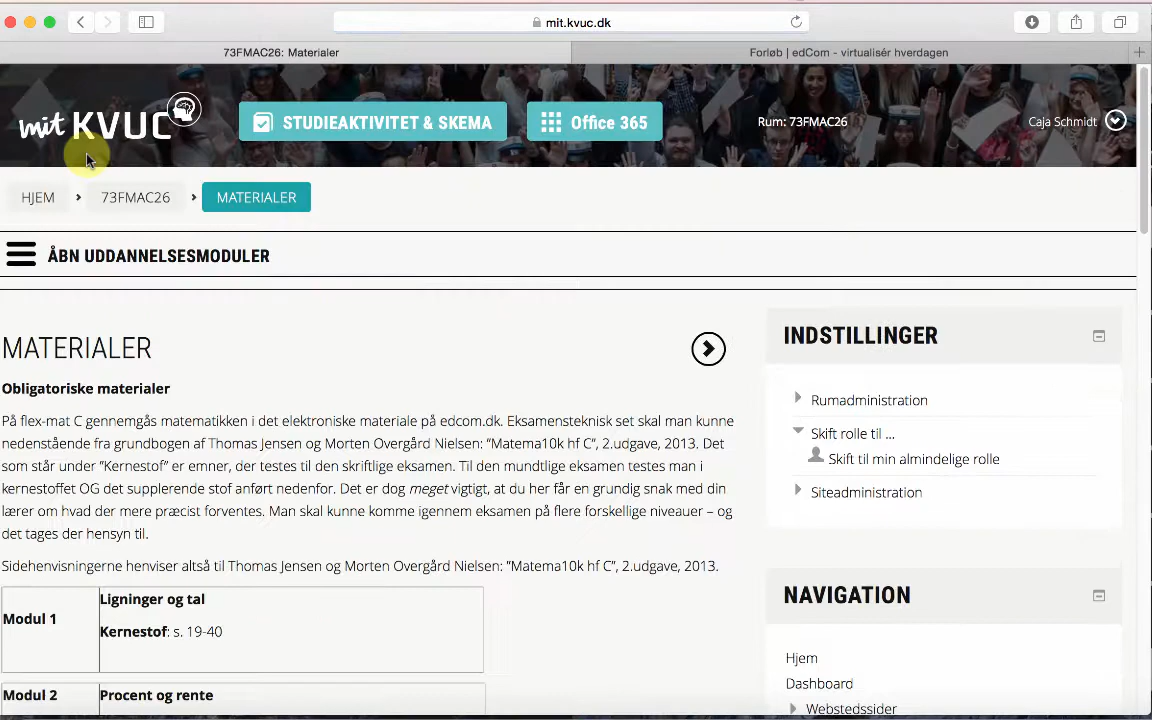 mit.kvuc.dk
73FMAC26: Materialer
Forløb | edCom - virtualisér hverdagen
mit KVUC
STUDIEAKTIVITET & SKEMA
Office 365
Rum: 73FMAC26
Caja Schmidt
HJEM
73FMAC26
MATERIALER
ÅBN UDDANNELSESMODULER
MATERIALER
Obligatoriske materialer
På flex-mat C gennemgås matematikken i det elektroniske materiale på edcom.dk. Eksamensteknisk set skal man kunne
nedenstående fra grundbogen af Thomas Jensen og Morten Overgård Nielsen: ”Matema10k hf C”, 2.udgave, 2013. Det
som står under ”Kernestof” er emner, der testes til den skriftlige eksamen. Til den mundtlige eksamen testes man i
kernestoffet OG det supplerende stof anført nedenfor. Det er dog meget vigtigt, at du her får en grundig snak med din
lærer om hvad der mere præcist forventes. Man skal kunne komme igennem eksamen på flere forskellige niveauer – og
det tages der hensyn til.
Sidehenvisningerne henviser altså til Thomas Jensen og Morten Overgård Nielsen: ”Matema10k hf C”, 2.udgave, 2013.
Modul 1
Ligninger og tal
Kernestof: s. 19-40
Modul 2
Procent og rente
INDSTILLINGER
Rumadministration
Skift rolle til ...
Skift til min almindelige rolle
Siteadministration
NAVIGATION
Hjem
Dashboard
Webstedssider